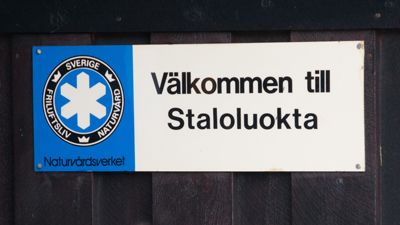 SVERIGE
FRILUFTSLIV
NATURVÅRD
Naturvårdsverket
Välkommen till
Staloluokta